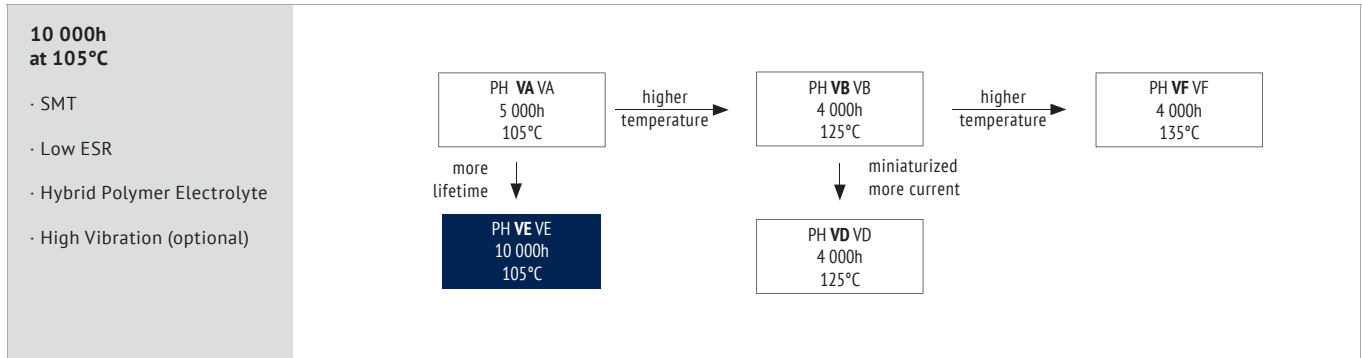 10 000h
at 105°C
· SMT
· Low ESR
· Hybrid Polymer Electrolyte
· High Vibration (optional)
PH VA VA
5 000h
105°C
higher
temperature
PH VB VB
4 000h
125°C
higher
temperature
PH VF VF
4 000h
135°C
more
lifetime
miniaturized
more current
PH VE VE
10 000h
105°C
PH VD VD
4 000h
125°C